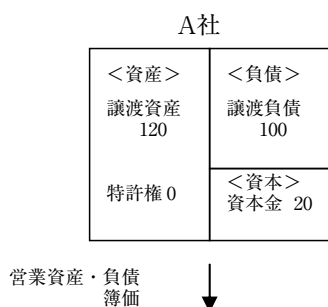 A社
<資産>
譲渡資産
120
特許権 0
<負債>
譲渡負債
100
<資本>
資本金 20
営業資産・負債
簿価